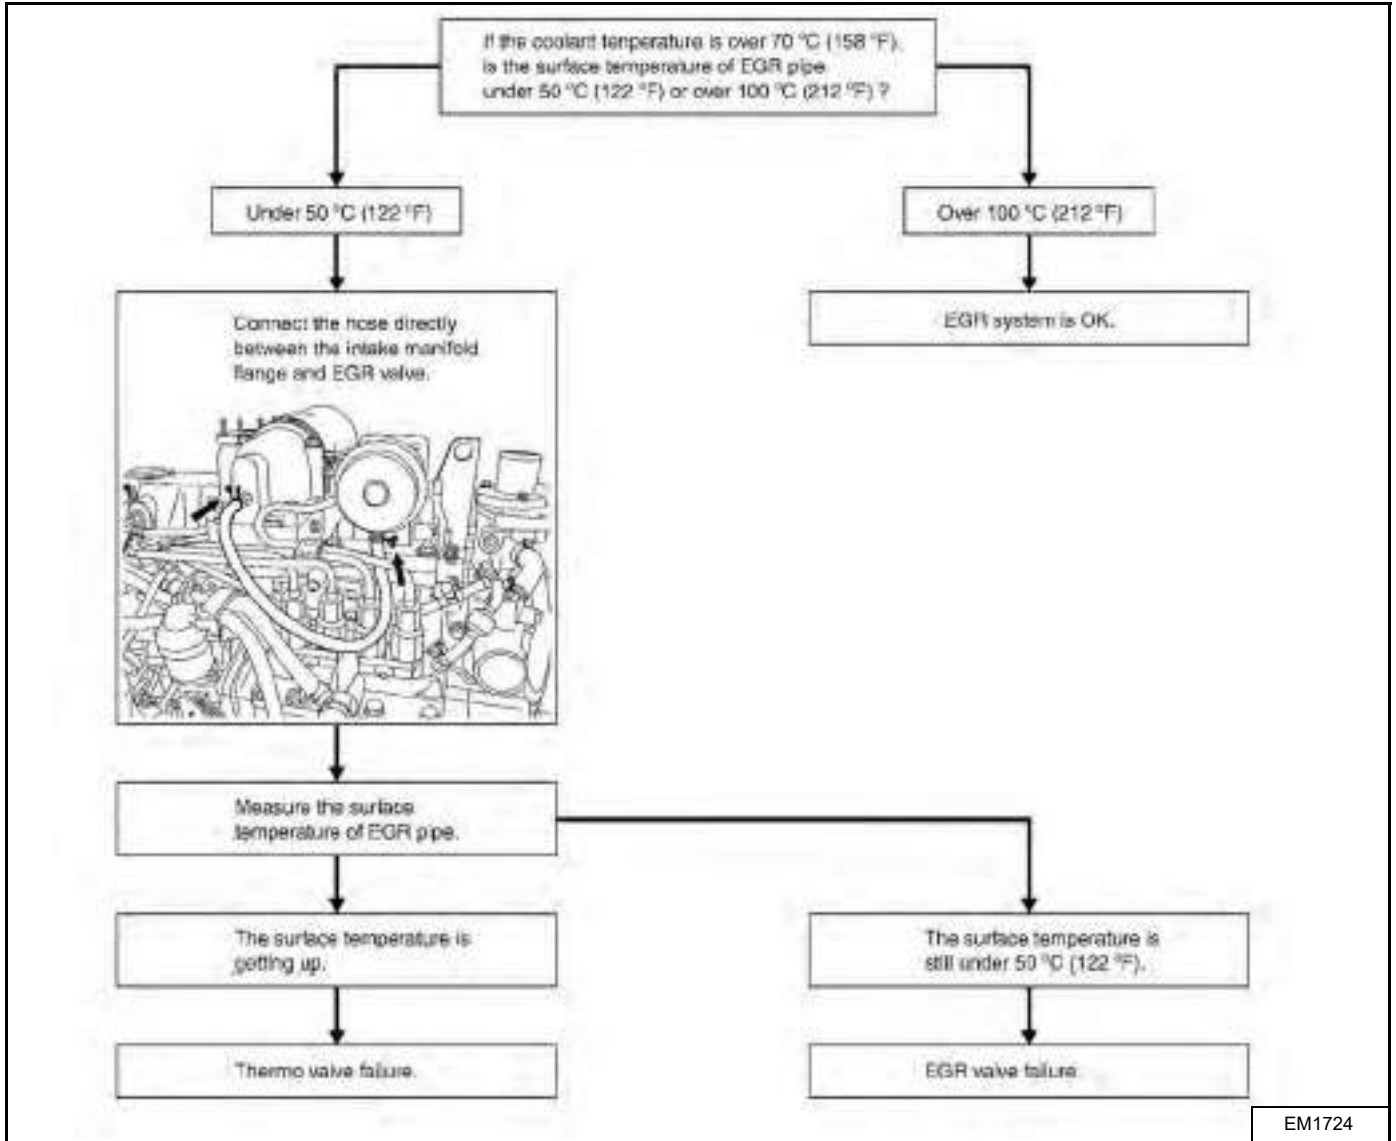 If the coolant temperature is over 70 °C (158 °F),
is the surface temperature of EGR pipe
under 50 °C (122 °F) or over 100 °C (212 °F) ?
Under 50 °C (122 °F)
Over 100 °C (212 °F)
Connect the hose directly
between the intake manifold
flange and EGR valve.
EGR system is OK.
Measure the surface
temperature of EGR pipe.
The surface temperature is
getting up.
The surface temperature is
still under 50 °C (122 °F).
Thermo valve failure.
EGR valve failure.
EM1724